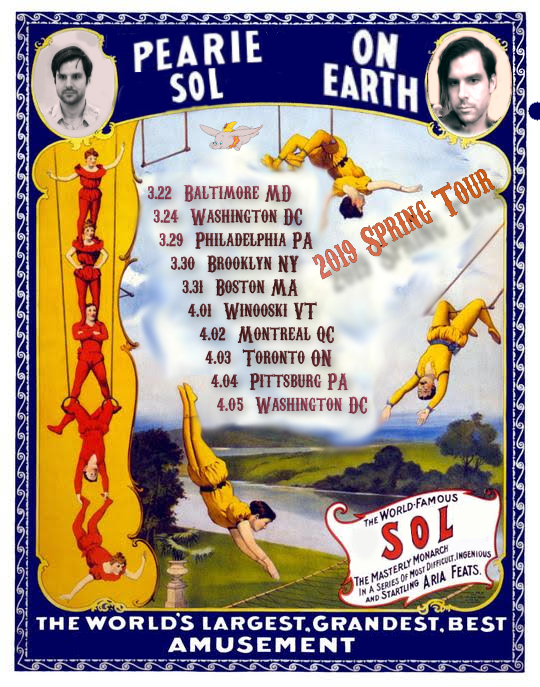 PEARIE SOL
ON EARTH
2019 Spring Tour
3.22 Baltimore MD
3.24 Washington DC
3.29 Philadelphia PA
3.30 Brooklyn NY
3.31 Boston MA
4.01 Winooski VT
4.02 Montreal QC
4.03 Toronto ON
4.04 Pittsburg PA
4.05 Washington DC
THE WORLD-FAMOUS
SOL
THE MASTERLY MONARCH
IN A SERIES OF MOST DIFFICULT, INGENIOUS
AND STARTLING ARIA FEATS.
THE WORLD'S LARGEST, GRANDEST, BEST
AMUSEMENT